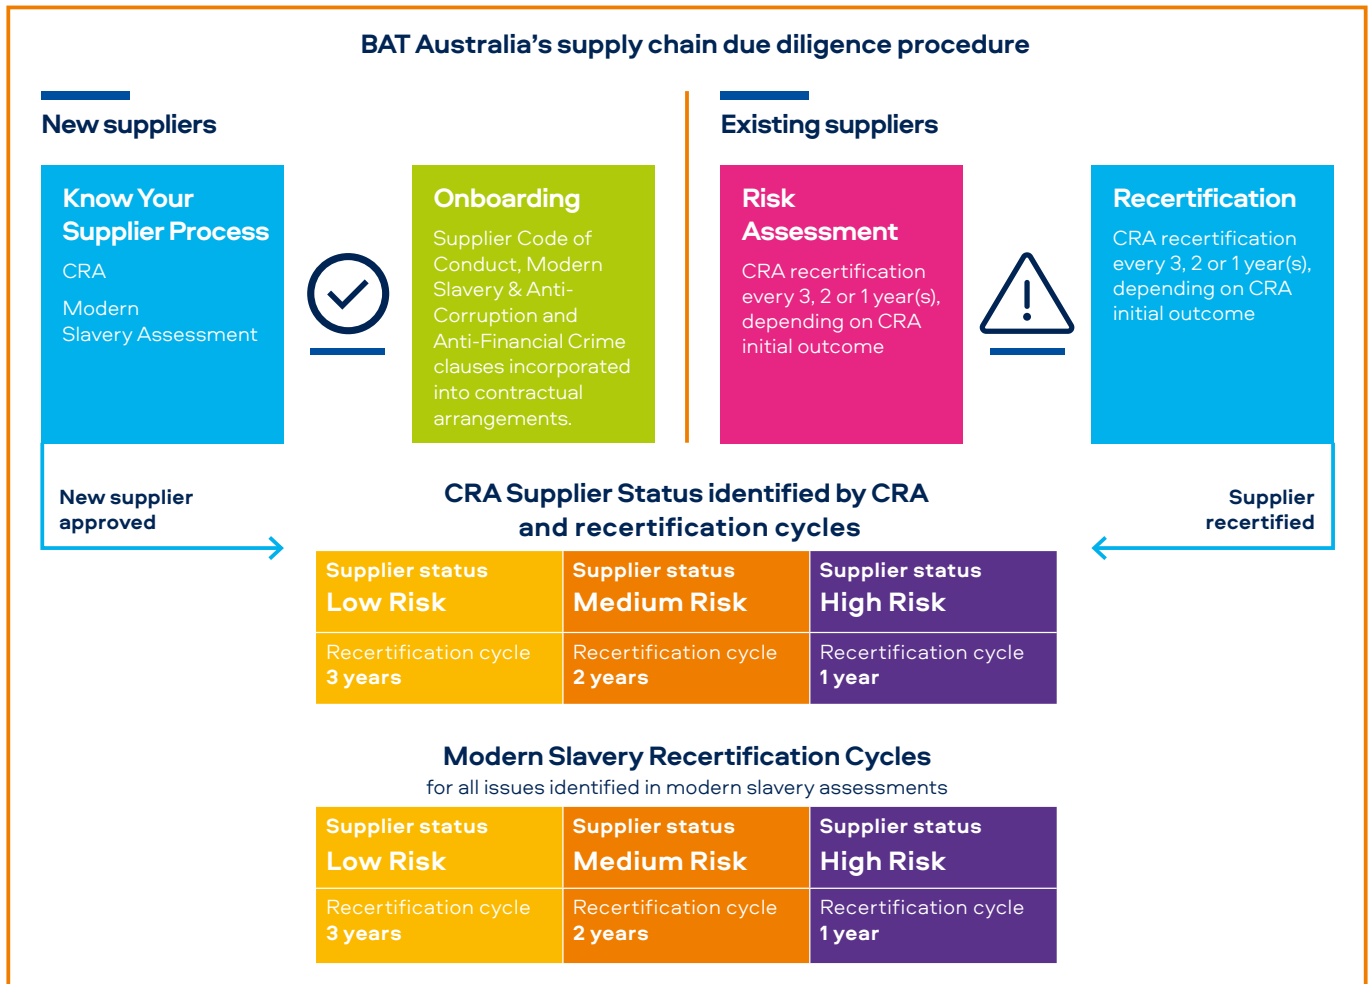 BAT Australia’s supply chain due diligence procedure
New suppliers
Know Your
Supplier Process
CRA
Modern
Slavery Assessment
Onboarding
Supplier Code of
Conduct, Modern
Slavery & Anti-
Corruption and
Anti-Financial Crime
clauses incorporated
into contractual
arrangements.
Existing suppliers
Risk
Assessment
CRA recertification
every 3, 2 or 1 year(s),
depending on CRA
initial outcome
Recertification
CRA recertification
every 3, 2 or 1 year(s),
depending on CRA
initial outcome
New supplier
approved
Supplier
recertified
CRA Supplier Status identified by CRA
and recertification cycles
Supplier status
Low Risk
Recertification cycle
3 years
Supplier status
Medium Risk
Recertification cycle
2 years
Supplier status
High Risk
Recertification cycle
1 year
Modern Slavery Recertification Cycles
for all issues identified in modern slavery assessments
Supplier status
Low Risk
Recertification cycle
3 years
Supplier status
Medium Risk
Recertification cycle
2 years
Supplier status
High Risk
Recertification cycle
1 year